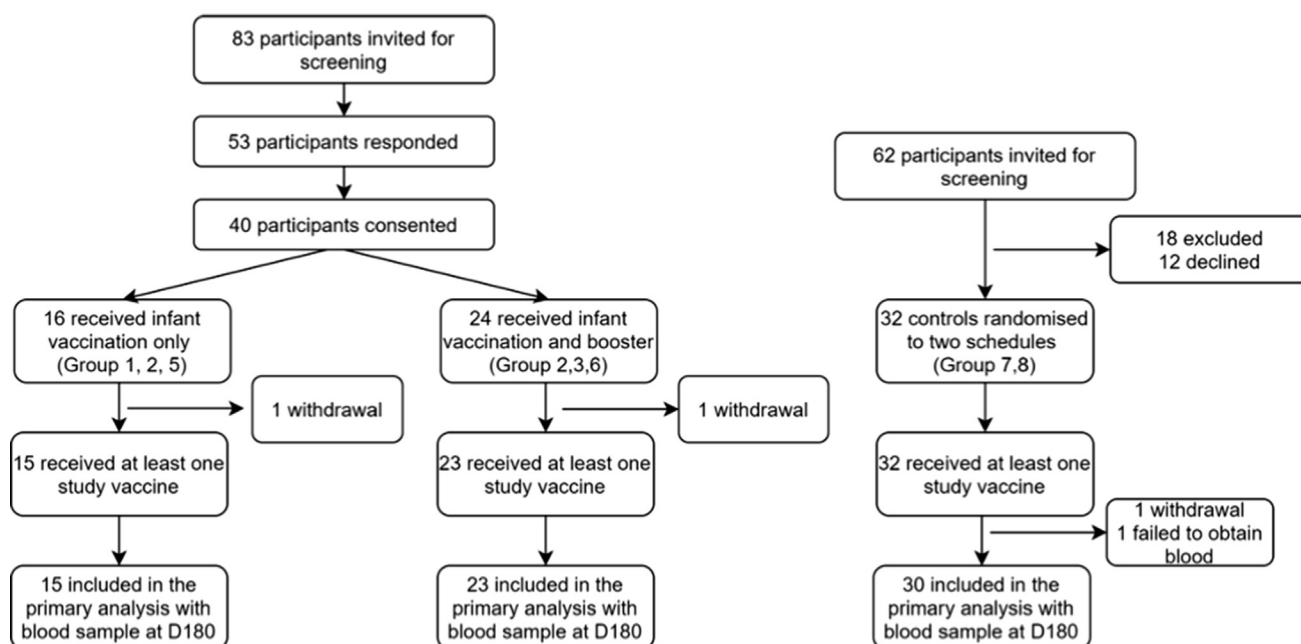 83 participants invited for
screening
53 participants responded
40 participants consented
16 received infant
vaccination only
(Group 1, 2, 5)
24 received infant
vaccination and booster
(Group 2,3,6)
1 withdrawal
1 withdrawal
15 received at least one
study vaccine
23 received at least one
study vaccine
15 included in the
primary analysis with
blood sample at D180
23 included in the
primary analysis with
blood sample at D180
62 participants invited for
screening
18 excluded
12 declined
32 controls randomised
to two schedules
(Group 7,8)
32 received at least one
study vaccine
1 withdrawal
1 failed to obtain
blood
30 included in the
primary analysis with
blood sample at D180